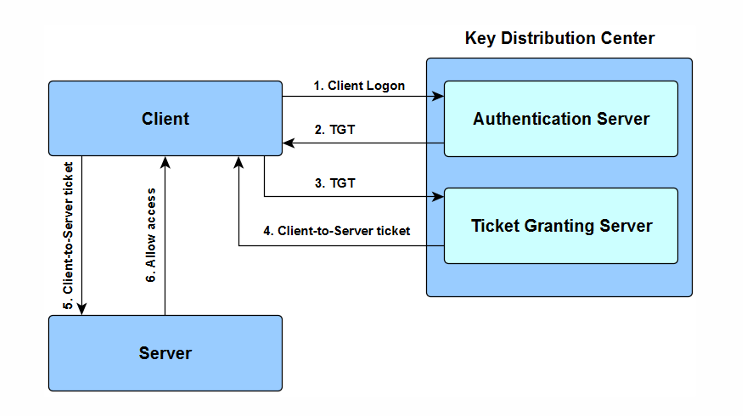 Key Distribution Center
1. Client Logon
Client
Authentication Server
2. TGT
3. TGT
4. Client-to-Server ticket
Ticket Granting Server
5. Client-to-Server ticket
6. Allow access
Server